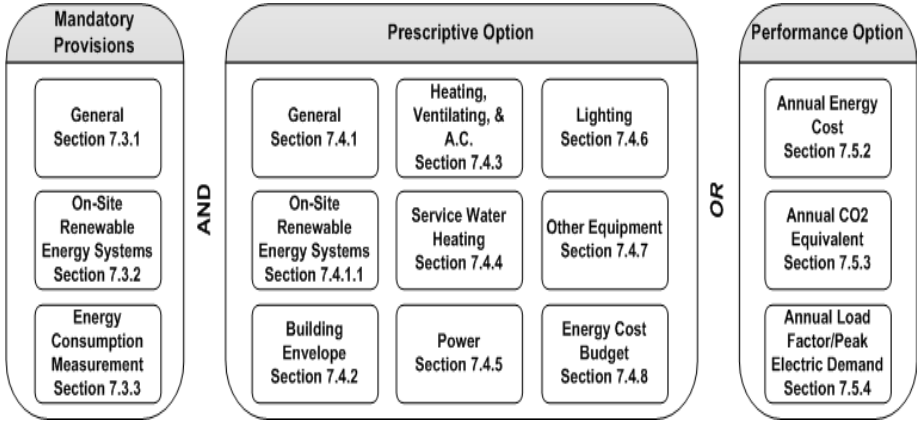 Mandatory
Provisions
General
Section 7.3.1
On-Site
Renewable
Energy Systems
Section 7.3.2
Energy
Consumption
Measurement
Section 7.3.3
AND
Prescriptive Option
General
Section 7.4.1
Heating,
Ventilating, &
A.C.
Section 7.4.3
Lighting
Section 7.4.6
On-Site
Renewable
Energy Systems
Section 7.4.1.1
Service Water
Heating
Section 7.4.4
Other Equipment
Section 7.4.7
Building
Envelope
Section 7.4.2
Power
Section 7.4.5
Energy Cost
Budget
Section 7.4.8
OR
Performance Option
Annual Energy
Cost
Section 7.5.2
Annual CO2
Equivalent
Section 7.5.3
Annual Load
Factor/Peak
Electric Demand
Section 7.5.4